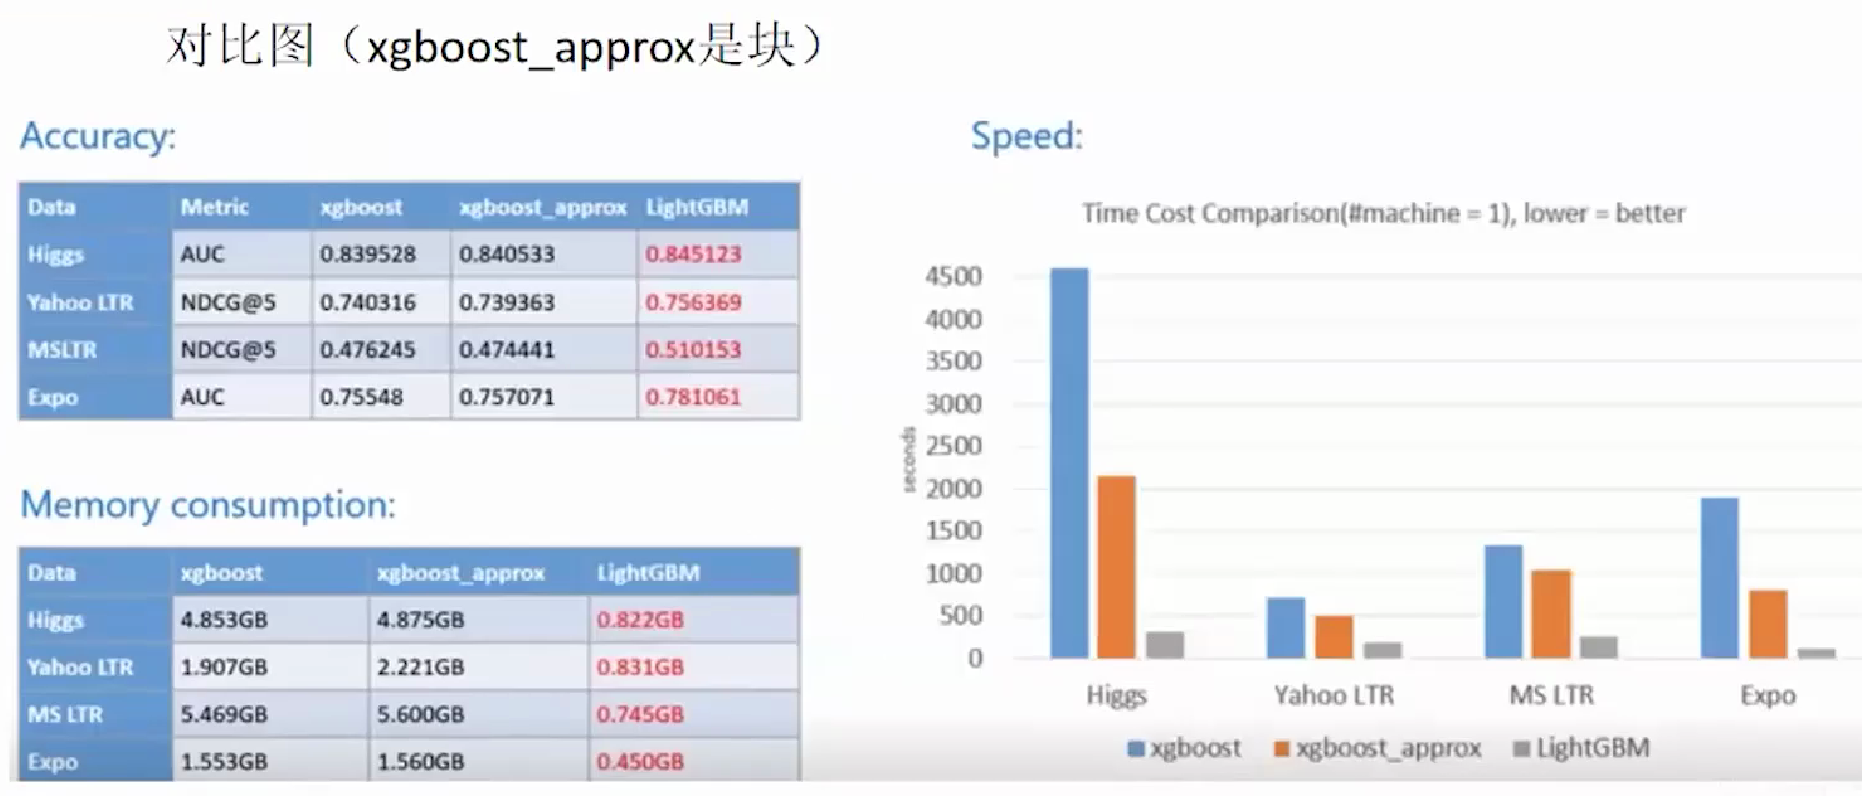 对比图（xgboost_approx是块）
Accuracy:
Data Metric xgboost xgboost_approx LightGBM
Higgs AUC 0.839528 0.840533 0.845123
Yahoo LTR NDCG@5 0.740316 0.739363 0.756369
MSLTR NDCG@5 0.476245 0.474441 0.510153
Expo AUC 0.75548 0.757071 0.781061
Memory consumption:
Data xgboost xgboost_approx LightGBM
Higgs 4.853GB 4.875GB 0.822GB
Yahoo LTR 1.907GB 2.221GB 0.831GB
MS LTR 5.469GB 5.600GB 0.745GB
Expo 1.553GB 1.560GB 0.450GB
Speed:
Time Cost Comparison(#machine = 1), lower = better
seconds
4500
4000
3500
3000
2500
2000
1500
1000
500
0
Higgs Yahoo LTR MS LTR Expo
xgboost xgboost_approx LightGBM